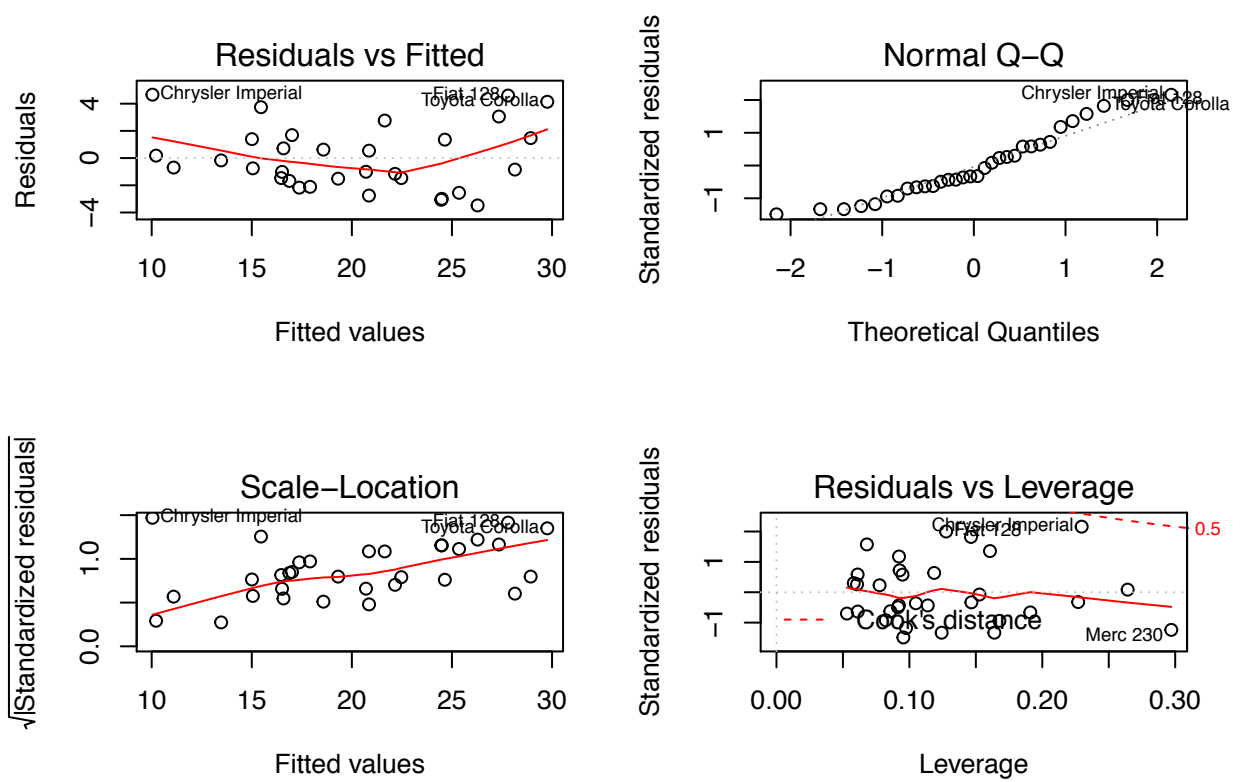 Residuals vs Fitted
Residuals
4
0
−4
Chrysler Imperial
Fiat 128
Toyota Corolla
10 15 20 25 30
Fitted values
Normal Q−Q
Standardized residuals
1
−1
Chrysler Imperial
Fiat 128
Toyota Corolla
−2 −1 0 1 2
Theoretical Quantiles
Scale−Location
√|Standardized residuals|
1.0
0.0
Chrysler Imperial
Fiat 128
Toyota Corolla
10 15 20 25 30
Fitted values
Residuals vs Leverage
Standardized residuals
1
−1
Chrysler Imperial
Fiat 128
0.5
Cook's distance
Merc 230
0.00 0.10 0.20 0.30
Leverage